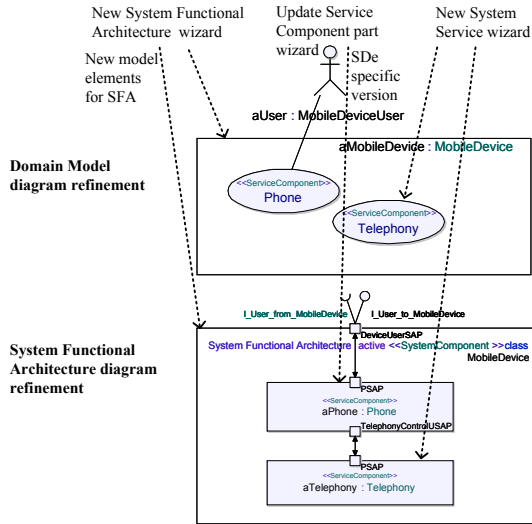 New System Functional
Architecture wizard
Update Service
Component part
wizard
New System
Service wizard
New model
elements
for SFA
SDe
specific
version
aUser : MobileDeviceUser
aMobileDevice : MobileDevice
Domain Model
diagram refinement
<<ServiceComponent>>
Phone
<<ServiceComponent>>
Telephony
I_User_from_MobileDevice
I_User_to_MobileDevice
DeviceUserSAP
System Functional
Architecture diagram
refinement
System Functional Architecture active <<SystemComponent >>class
MobileDevice
PSAP
<<ServiceComponent>>
aPhone : Phone
TelephonyControlUSAP
PSAP
<<ServiceComponent>>
aTelephony : Telephony